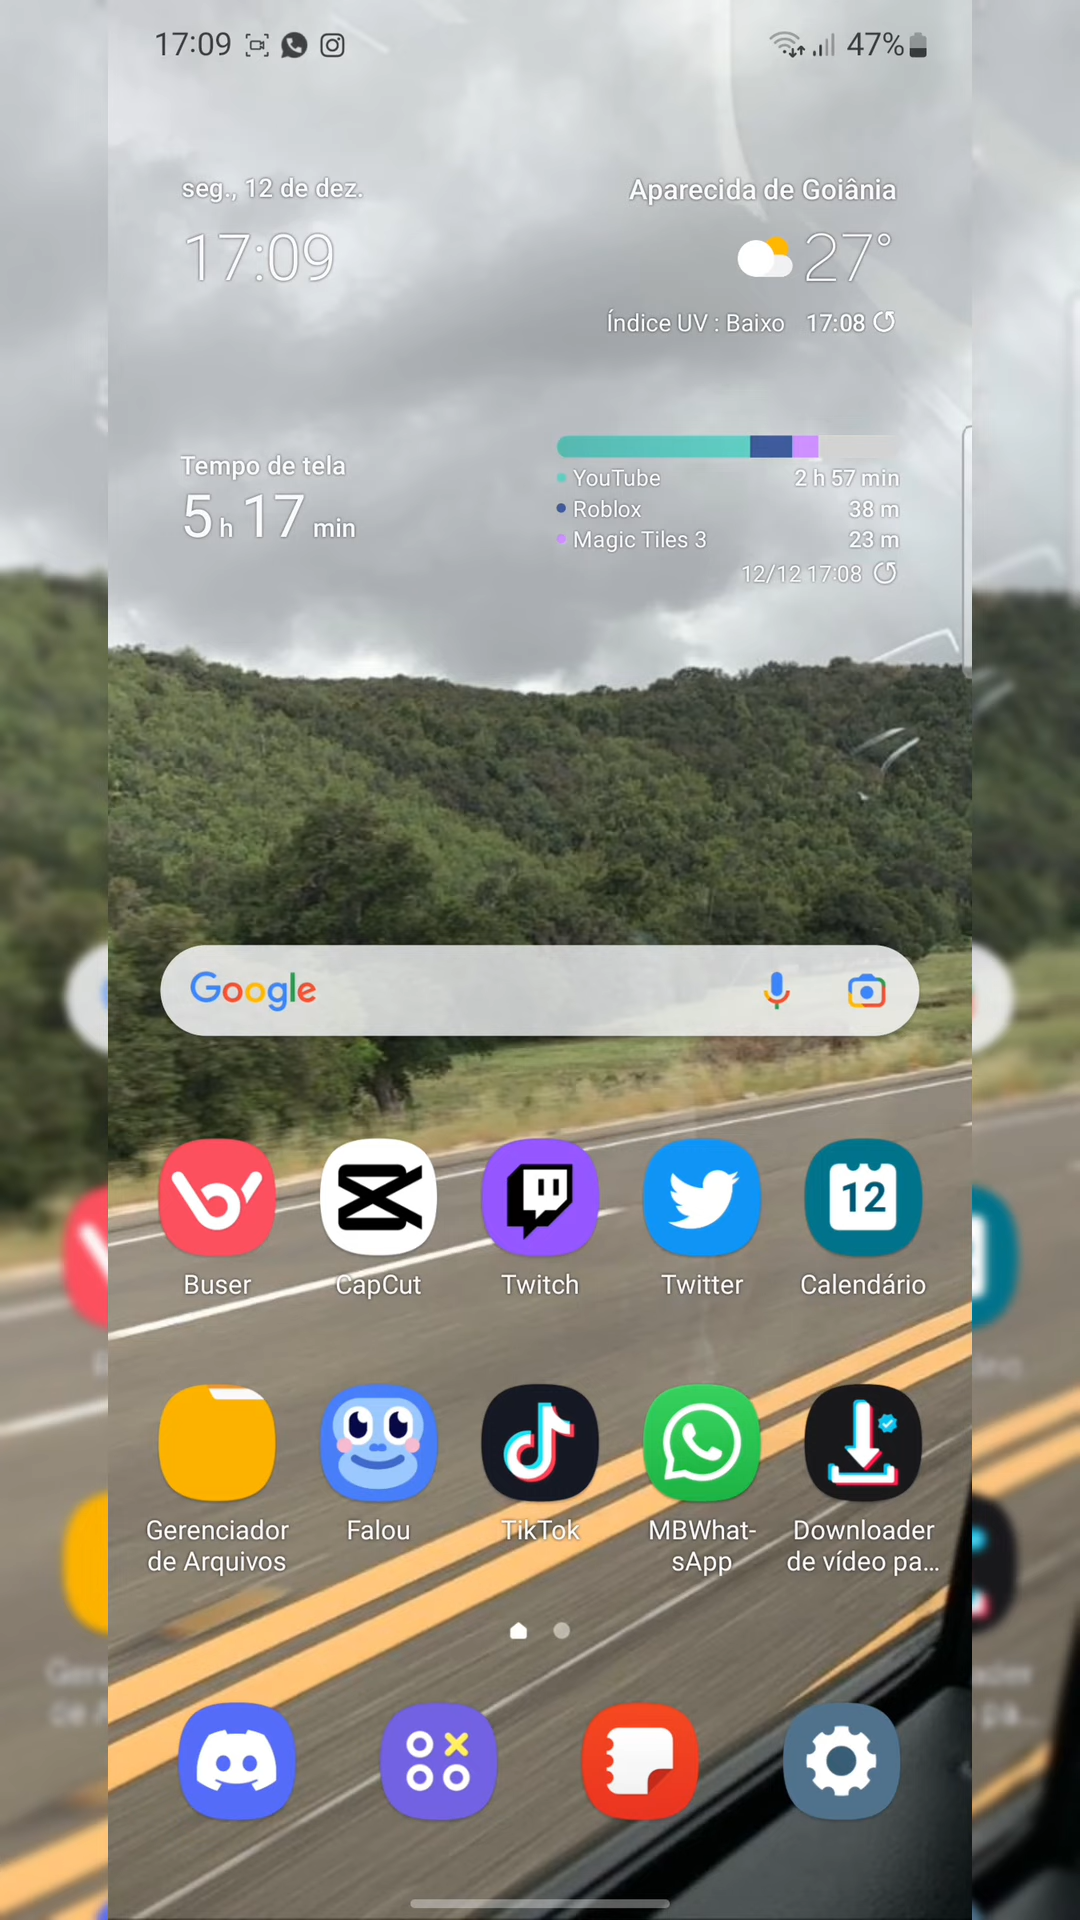 17:09
47%
seg., 12 de dez.
17:09
Aparecida de Goiânia
27°
Índice UV : Baixo 17:08
Tempo de tela
5 h 17 min
YouTube 2 h 57 min
Roblox 38 m
Magic Tiles 3 23 m
12/12 17:08
Google
12
Buser CapCut Twitch Twitter Calendário
Gerenciador
de Arquivos
Falou
TikTok
MBWhat-
sApp
Downloader
de vídeo pa...